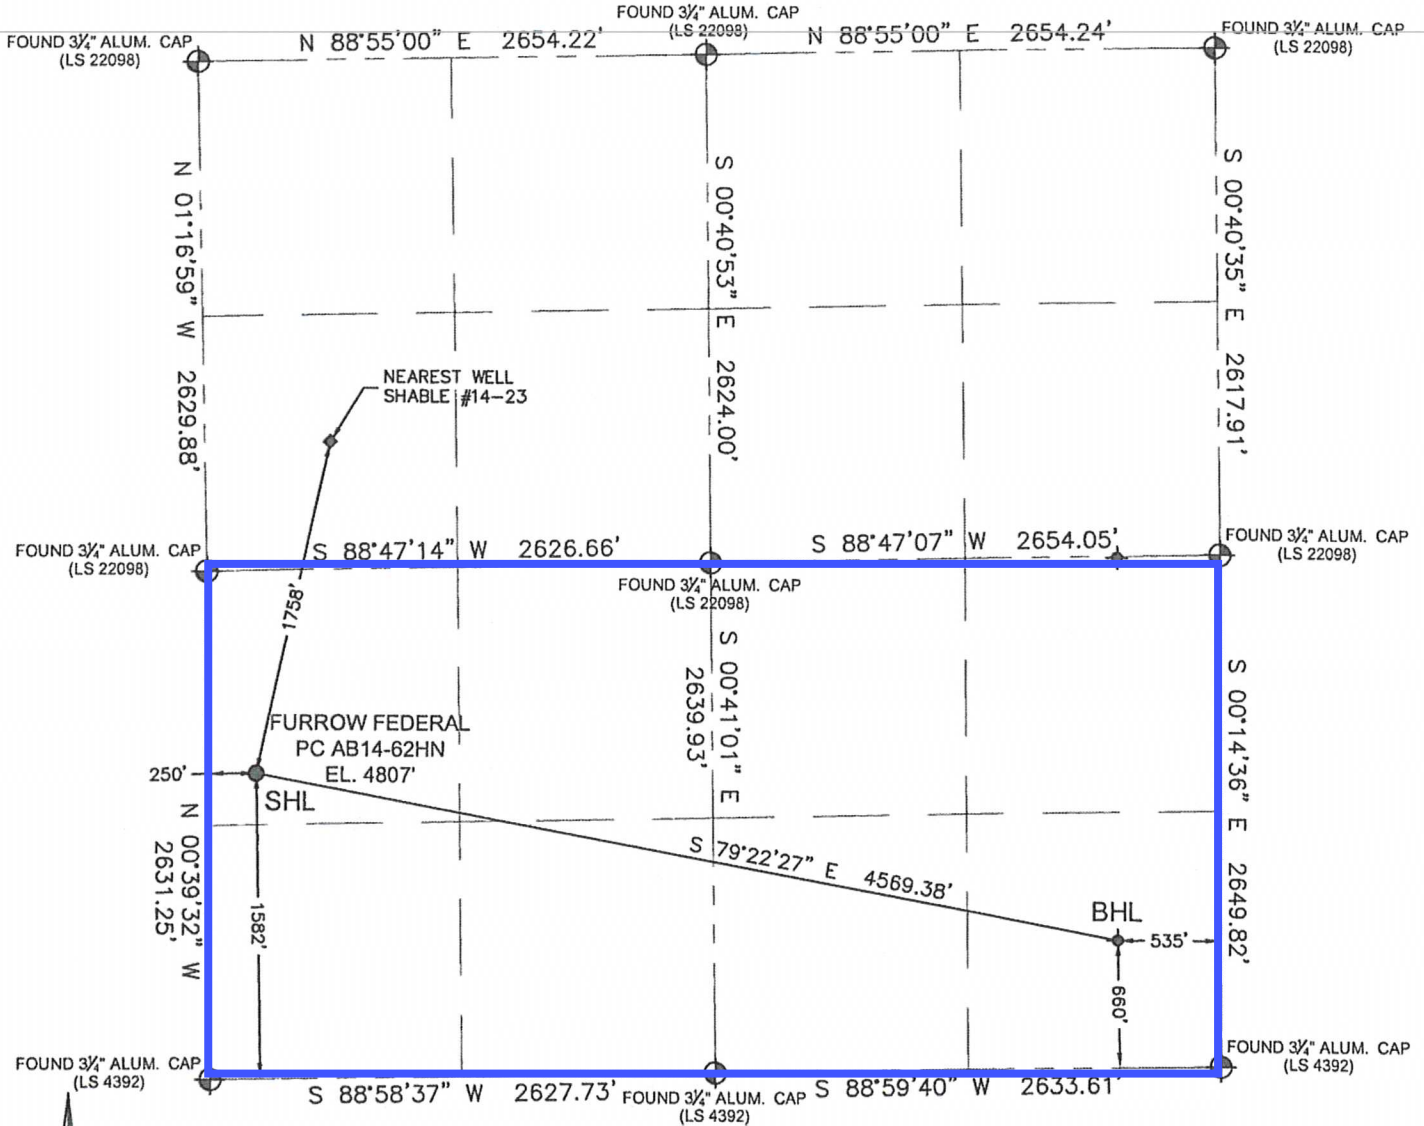 FOUND 3¼" ALUM. CAP
(LS 22098)
N 88°55'00" E 2654.22'
FOUND 3¼" ALUM. CAP
(LS 22098)
N 88°55'00" E 2654.24'
FOUND 3¼" ALUM. CAP
(LS 22098)
N 01°16'59" W 2629.88'
S 00°40'53" E 2624.00'
S 00°40'35" E 2617.91'
NEAREST WELL
SHABLE #14-23
FOUND 3¼" ALUM. CAP
(LS 22098)
S 88°47'14" W 2626.66'
S 88°47'07" W 2654.05'
FOUND 3¼" ALUM. CAP
(LS 22098)
FOUND 3¼" ALUM. CAP
(LS 22098)
1758'
S 00°41'01" E
2639.93'
S 00°14'36" E 2649.82'
FURROW FEDERAL
PC AB14-62HN
EL. 4807'
250'
SHL
N 00°39'32" W
2631.25'
1582'
S 79°22'27" E 4569.38'
BHL
535'
660'
FOUND 3¼" ALUM. CAP
(LS 4392)
S 88°58'37" W 2627.73'
FOUND 3¼" ALUM. CAP
(LS 4392)
S 88°59'40" W 2633.61'
FOUND 3¼" ALUM. CAP
(LS 4392)